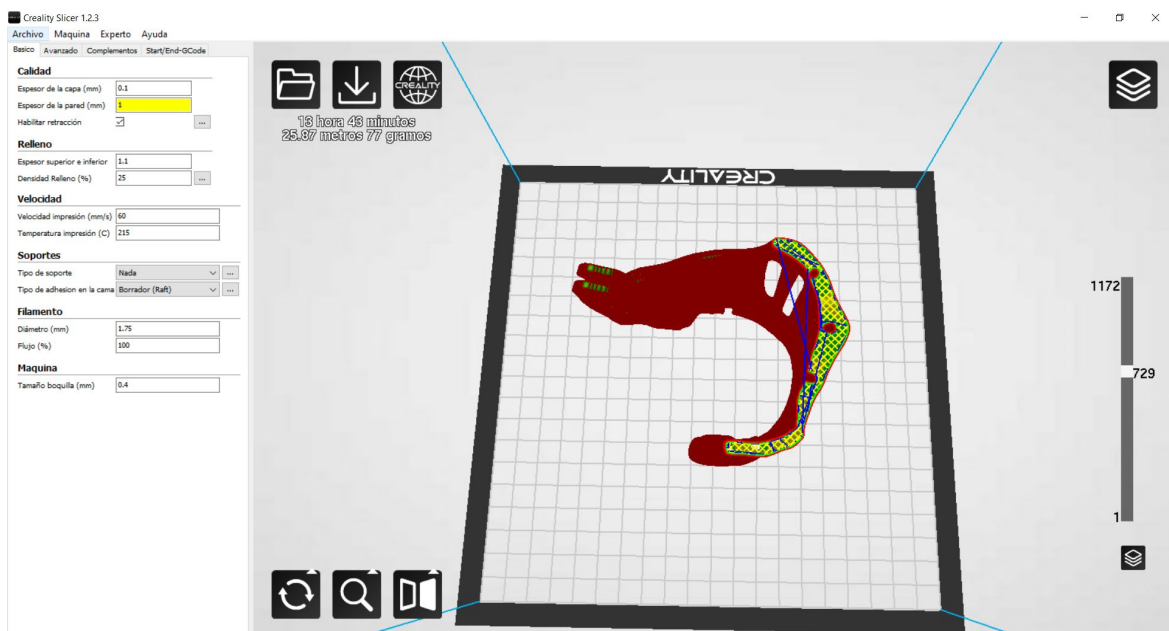 Creality Slicer 1.2.3
Archivo Maquina Experto Ayuda
Basico Avanzado Complementos Start/End-GCode
Calidad
Espesor de la capa (mm) 0.1
Espesor de la pared (mm) 1
Habilitar retracción ...
Relleno
Espesor superior e inferior 1.1
Densidad Relleno (%) 25 ...
Velocidad
Velocidad impresión (mm/s) 60
Temperatura impresión (C) 215
Soportes
Tipo de soporte Nada ...
Tipo de adhesion en la cama Borrador (Raft) ...
Filamento
Diámetro (mm) 1.75
Flujo (%) 100
Maquina
Tamaño boquilla (mm) 0.4
CREALITY
13 hora 43 minutos
25.87 metros 77 gramos
CREALITY
1172
729
1